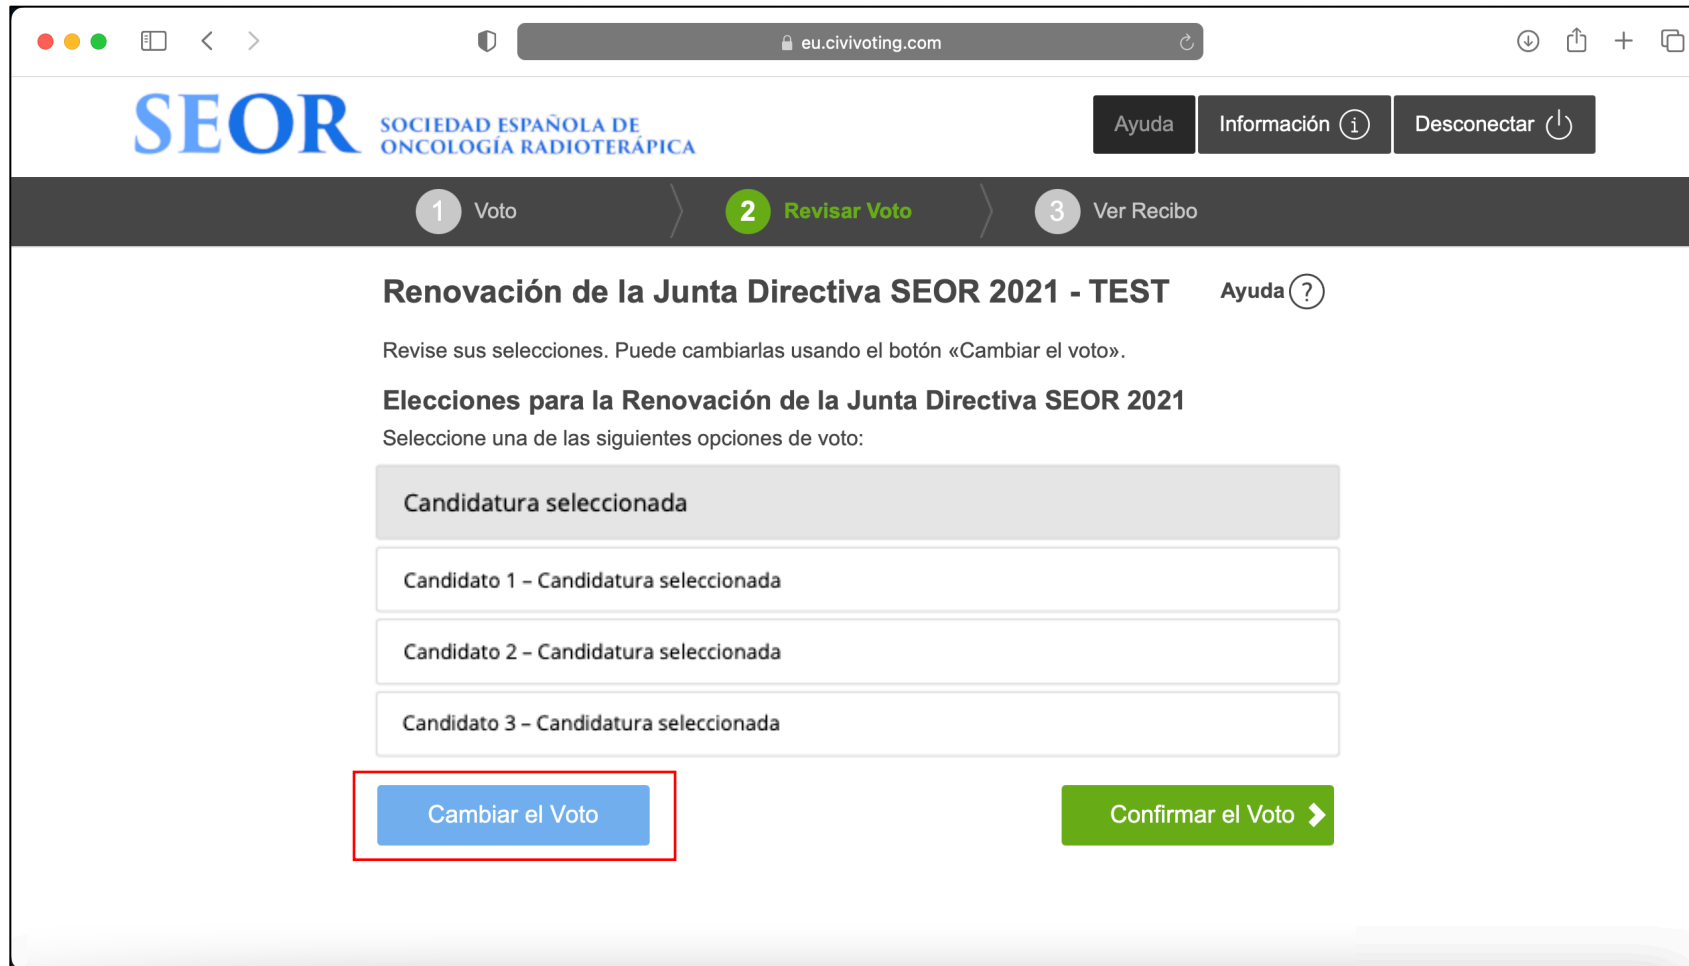 eu.civivoting.com
SEOR SOCIEDAD ESPAÑOLA DE
ONCOLOGÍA RADIOTERÁPICA
Ayuda
Información i
Desconectar
1 Voto
2 Revisar Voto
3 Ver Recibo
Renovación de la Junta Directiva SEOR 2021 - TEST
Ayuda ?
Revise sus selecciones. Puede cambiarlas usando el botón «Cambiar el voto».
Elecciones para la Renovación de la Junta Directiva SEOR 2021
Seleccione una de las siguientes opciones de voto:
Candidatura seleccionada
Candidato 1 – Candidatura seleccionada
Candidato 2 – Candidatura seleccionada
Candidato 3 – Candidatura seleccionada
Cambiar el Voto
Confirmar el Voto